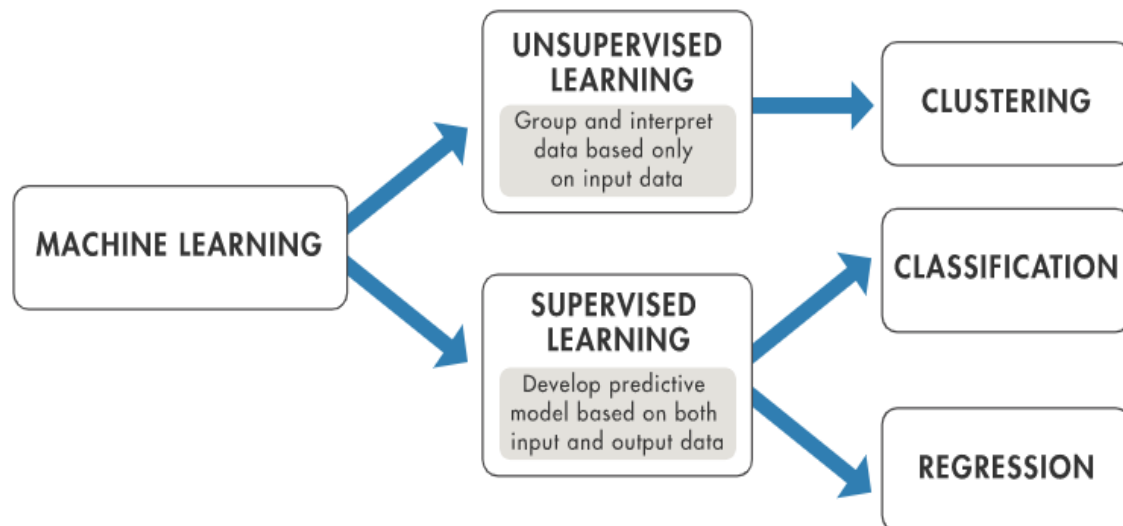 MACHINE LEARNING
UNSUPERVISED
LEARNING
Group and interpret
data based only
on input data
SUPERVISED
LEARNING
Develop predictive
model based on both
input and output data
CLUSTERING
CLASSIFICATION
REGRESSION